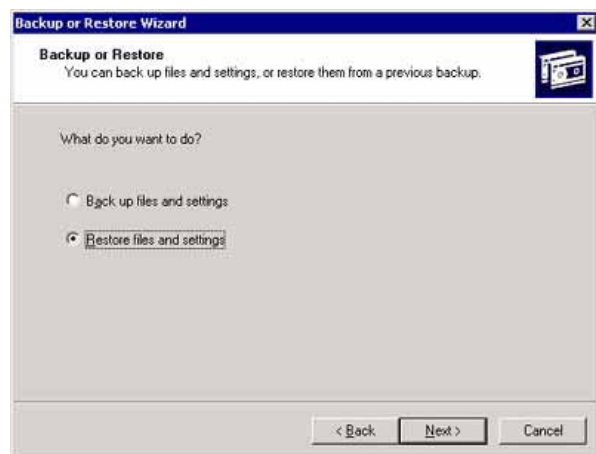 Backup or Restore Wizard
Backup or Restore
You can back up files and settings, or restore them from a previous backup.
What do you want to do?
Back up files and settings
Restore files and settings
< Back
Next >
Cancel